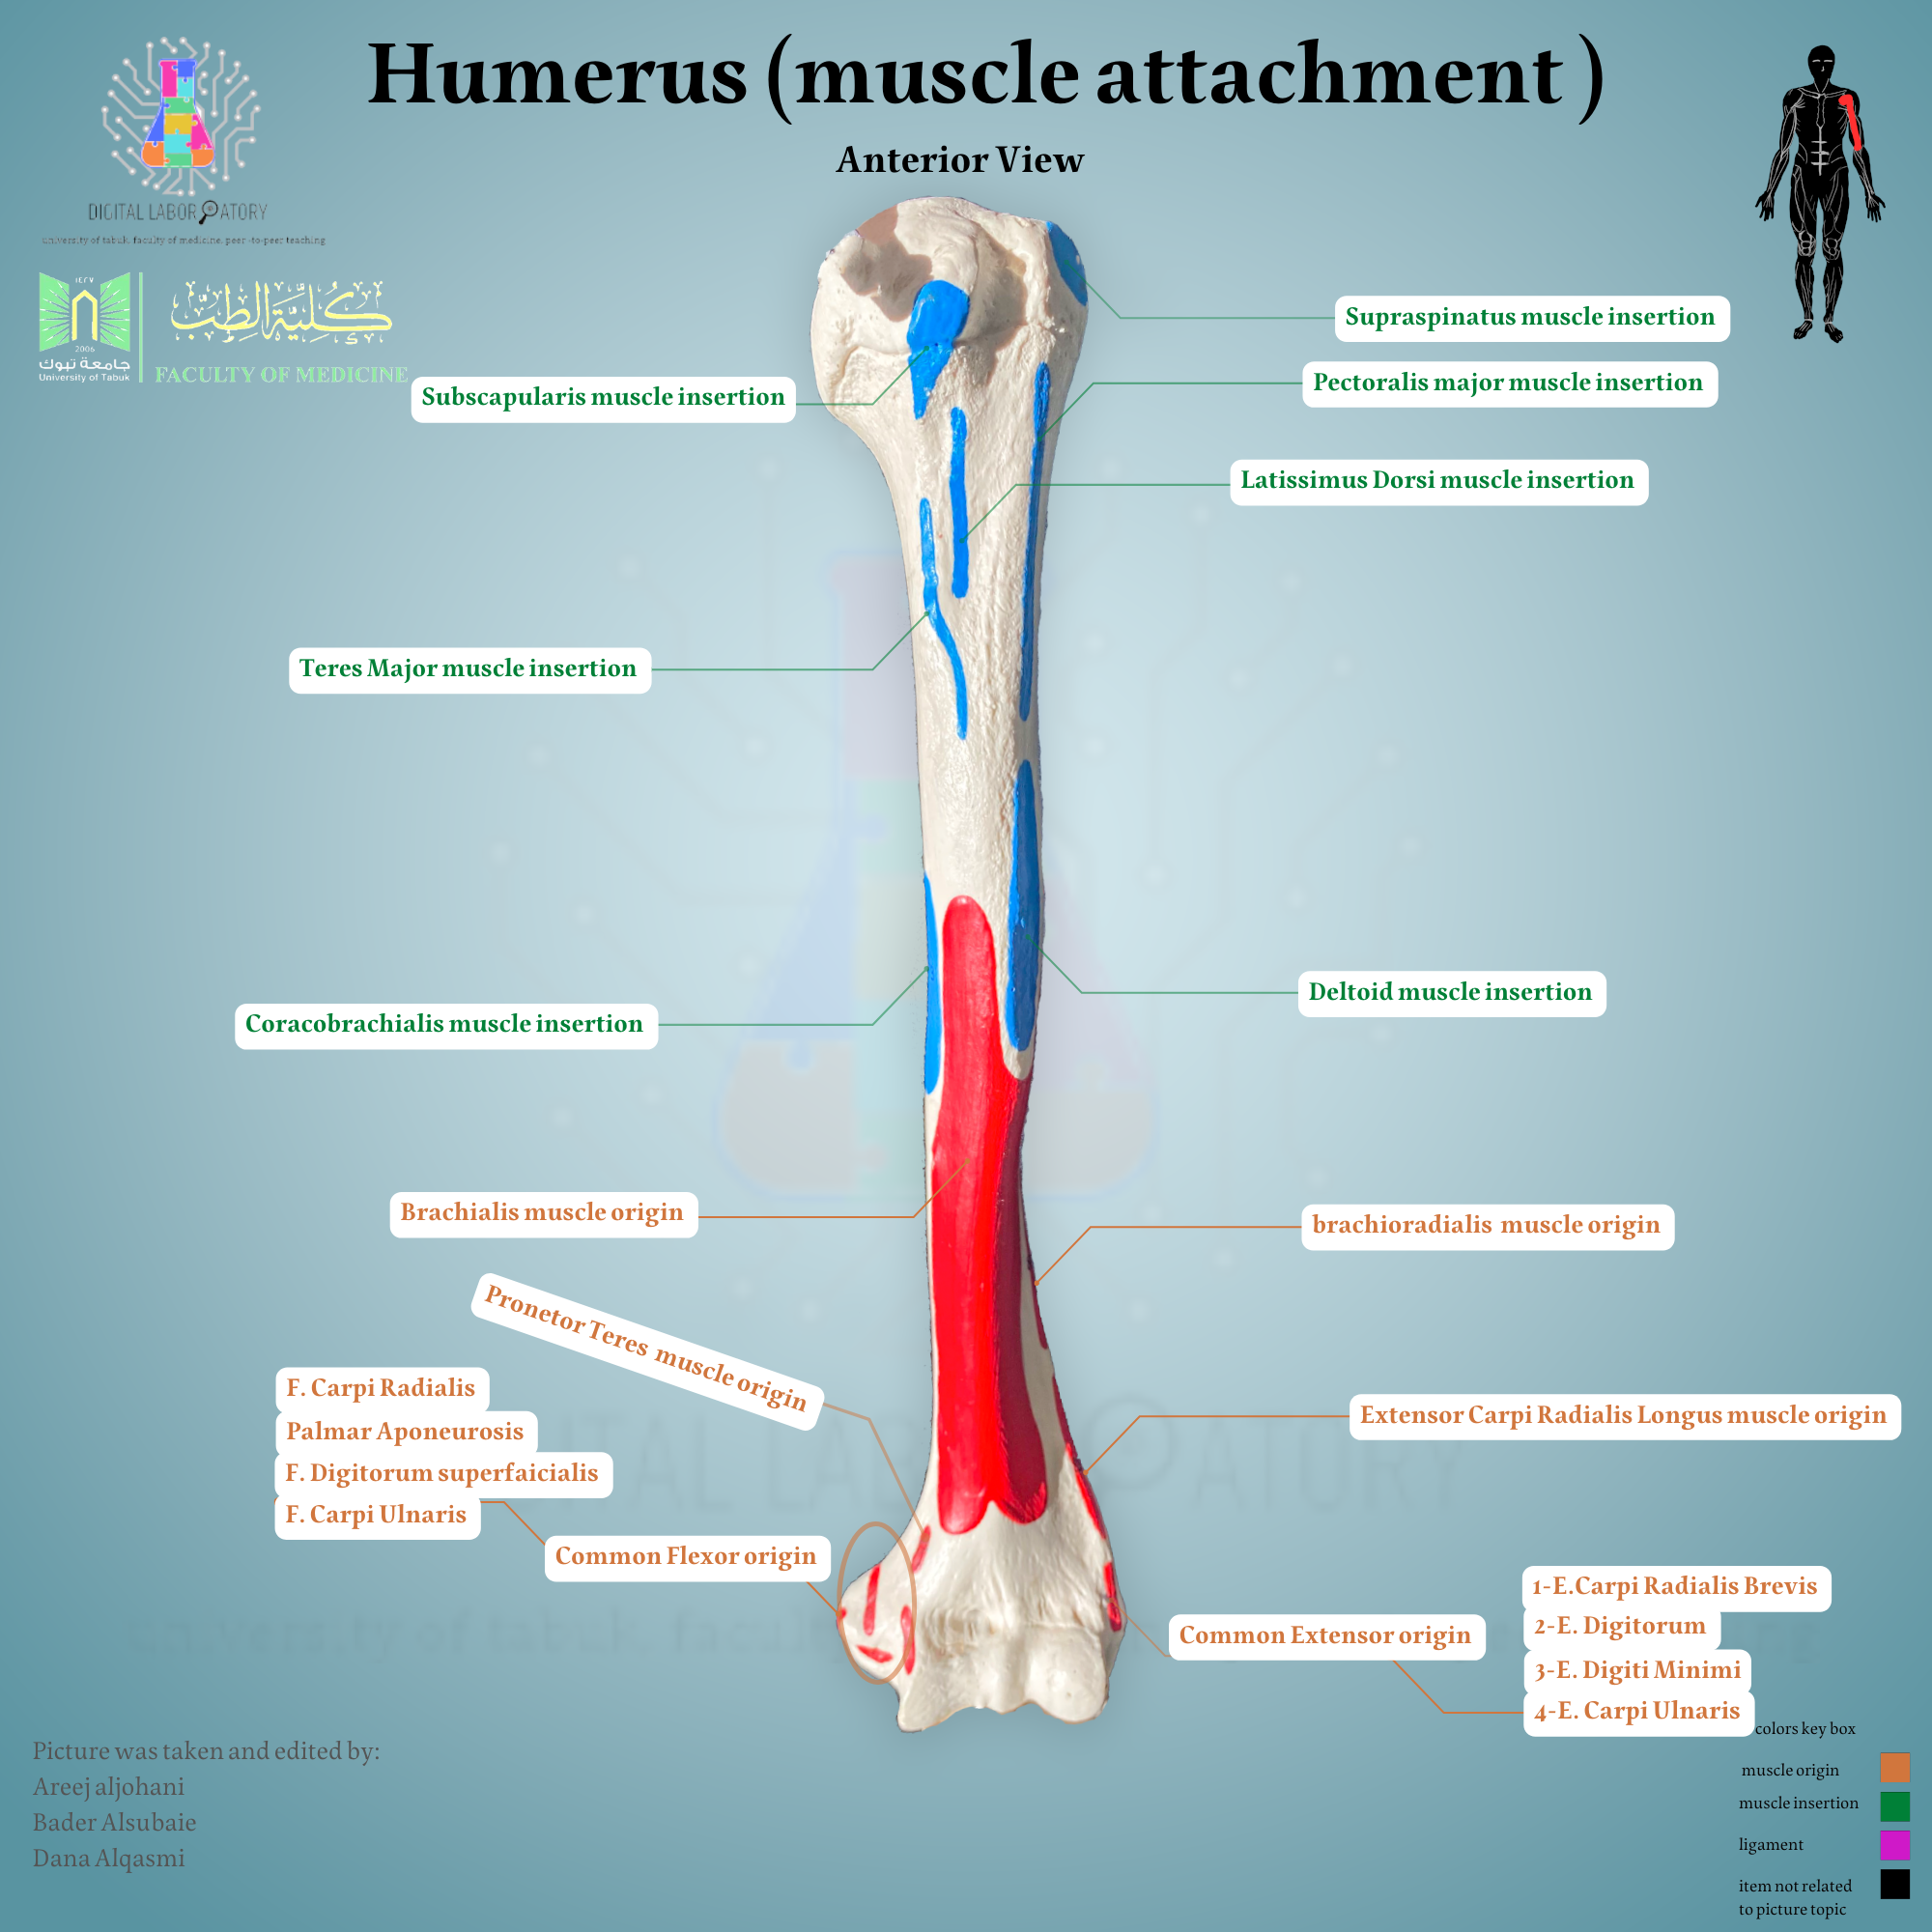 Humerus (muscle attachment )
Anterior View
DIGITAL LABORATORY
university of tabuk. faculty of medicine. peer -to-peer teaching
١٤٢٧
2006
جامعة تبوك
University of Tabuk
كلية الطب
FACULTY OF MEDICINE
Supraspinatus muscle insertion
Pectoralis major muscle insertion
Subscapularis muscle insertion
Latissimus Dorsi muscle insertion
Teres Major muscle insertion
Deltoid muscle insertion
Coracobrachialis muscle insertion
Brachialis muscle origin
brachioradialis muscle origin
Pronetor Teres muscle origin
F. Carpi Radialis
Palmar Aponeurosis
F. Digitorum superfaicialis
F. Carpi Ulnaris
Extensor Carpi Radialis Longus muscle origin
Common Flexor origin
Common Extensor origin
1-E.Carpi Radialis Brevis
2-E. Digitorum
3-E. Digiti Minimi
4-E. Carpi Ulnaris
colors key box
muscle origin
muscle insertion
ligament
item not related
to picture topic
Picture was taken and edited by:
Areej aljohani
Bader Alsubaie
Dana Alqasmi